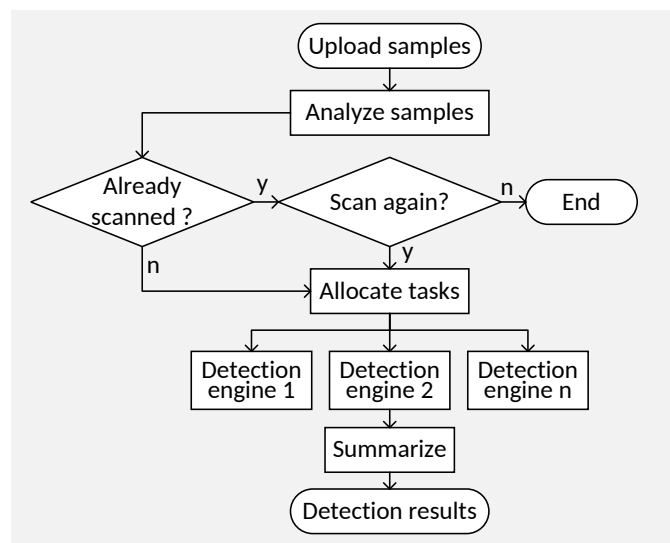 Upload samples
Analyze samples
Already
scanned ?
y
Scan again?
n
End
n
y
Allocate tasks
Detection
engine 1
Detection
engine 2
Detection
engine n
Summarize
Detection results